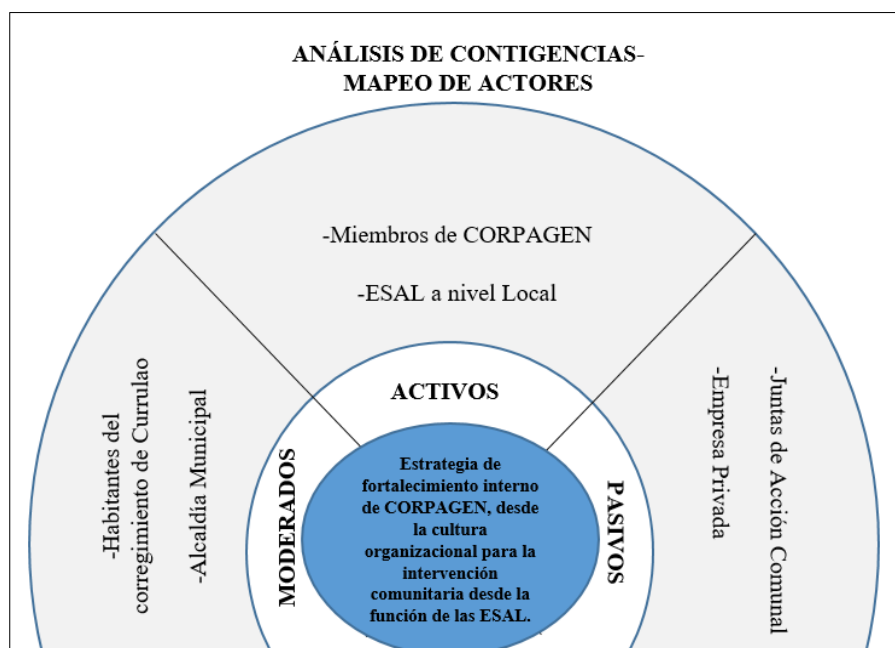 ANÁLISIS DE CONTIGENCIAS-
MAPEO DE ACTORES
-Miembros de CORPAGEN
-ESAL a nivel Local
ACTIVOS
-Habitantes del
corregimiento de Currulao
-Alcaldía Municipal
MODERADOS
Estrategia de
fortalecimiento interno
de CORPAGEN, desde
la cultura
organizacional para la
intervención
comunitaria desde la
función de las ESAL.
PASIVOS
-Empresa Privada
-Juntas de Acción Comunal